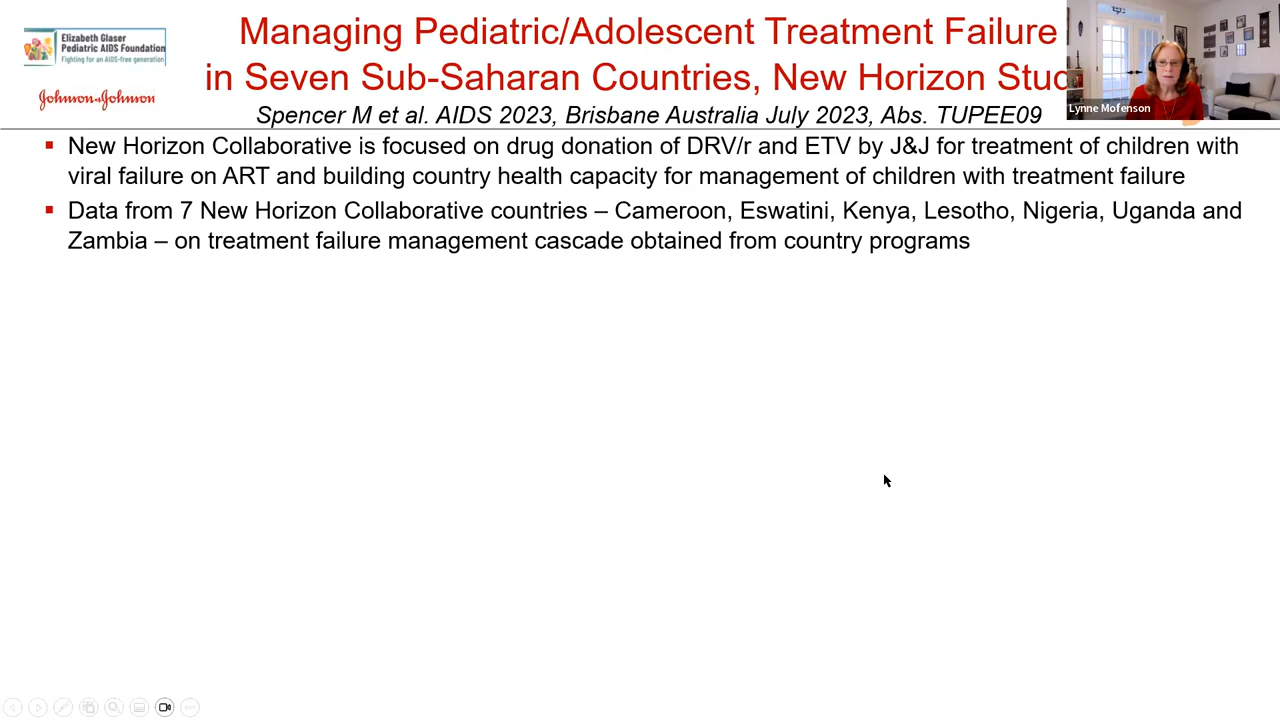 Elizabeth Glaser
Pediatric AIDS Foundation
Fighting for an AIDS-free generation
Johnson & Johnson
Managing Pediatric/Adolescent Treatment Failure
in Seven Sub-Saharan Countries, New Horizon Stud
Spencer M et al. AIDS 2023, Brisbane Australia July 2023, Abs. TUPEE09
Lynne Mofenson
▪ New Horizon Collaborative is focused on drug donation of DRV/r and ETV by J&J for treatment of children with
viral failure on ART and building country health capacity for management of children with treatment failure
▪ Data from 7 New Horizon Collaborative countries – Cameroon, Eswatini, Kenya, Lesotho, Nigeria, Uganda and
Zambia – on treatment failure management cascade obtained from country programs